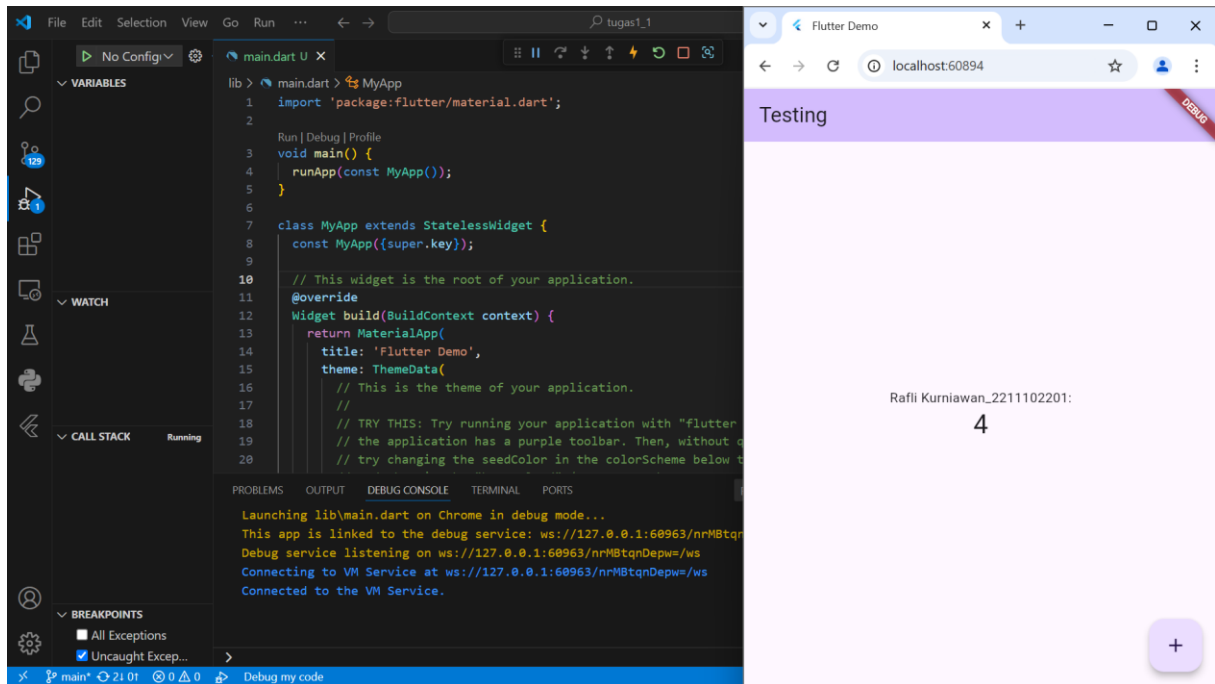 File Edit Selection View Go Run ··· tugas1_1
No Config
main.dart U
VARIABLES
lib > main.dart > MyApp
1 import 'package:flutter/material.dart';
2
Run | Debug | Profile
3 void main() {
4 runApp(const MyApp());
5 }
6
7 class MyApp extends StatelessWidget {
8 const MyApp({super.key});
9
10 // This widget is the root of your application.
11 @override
12 Widget build(BuildContext context) {
13 return MaterialApp(
14 title: 'Flutter Demo',
15 theme: ThemeData(
16 // This is the theme of your application.
17 //
18 // TRY THIS: Try running your application with "flutter
19 // the application has a purple toolbar. Then, without q
20 // try changing the seedColor in the colorScheme below t
129
1
WATCH
CALL STACK Running
BREAKPOINTS
All Exceptions
Uncaught Excep...
PROBLEMS OUTPUT DEBUG CONSOLE TERMINAL PORTS
Launching lib\main.dart on Chrome in debug mode...
This app is linked to the debug service: ws://127.0.0.1:60963/nrMBtqn
Debug service listening on ws://127.0.0.1:60963/nrMBtqnDepw=/ws
Connecting to VM Service at ws://127.0.0.1:60963/nrMBtqnDepw=/ws
Connected to the VM Service.
>
main* 2↓ 0↑ 0 0 Debug my code
Flutter Demo
localhost:60894
Testing
DEBUG
Rafli Kurniawan_2211102201:
4
+